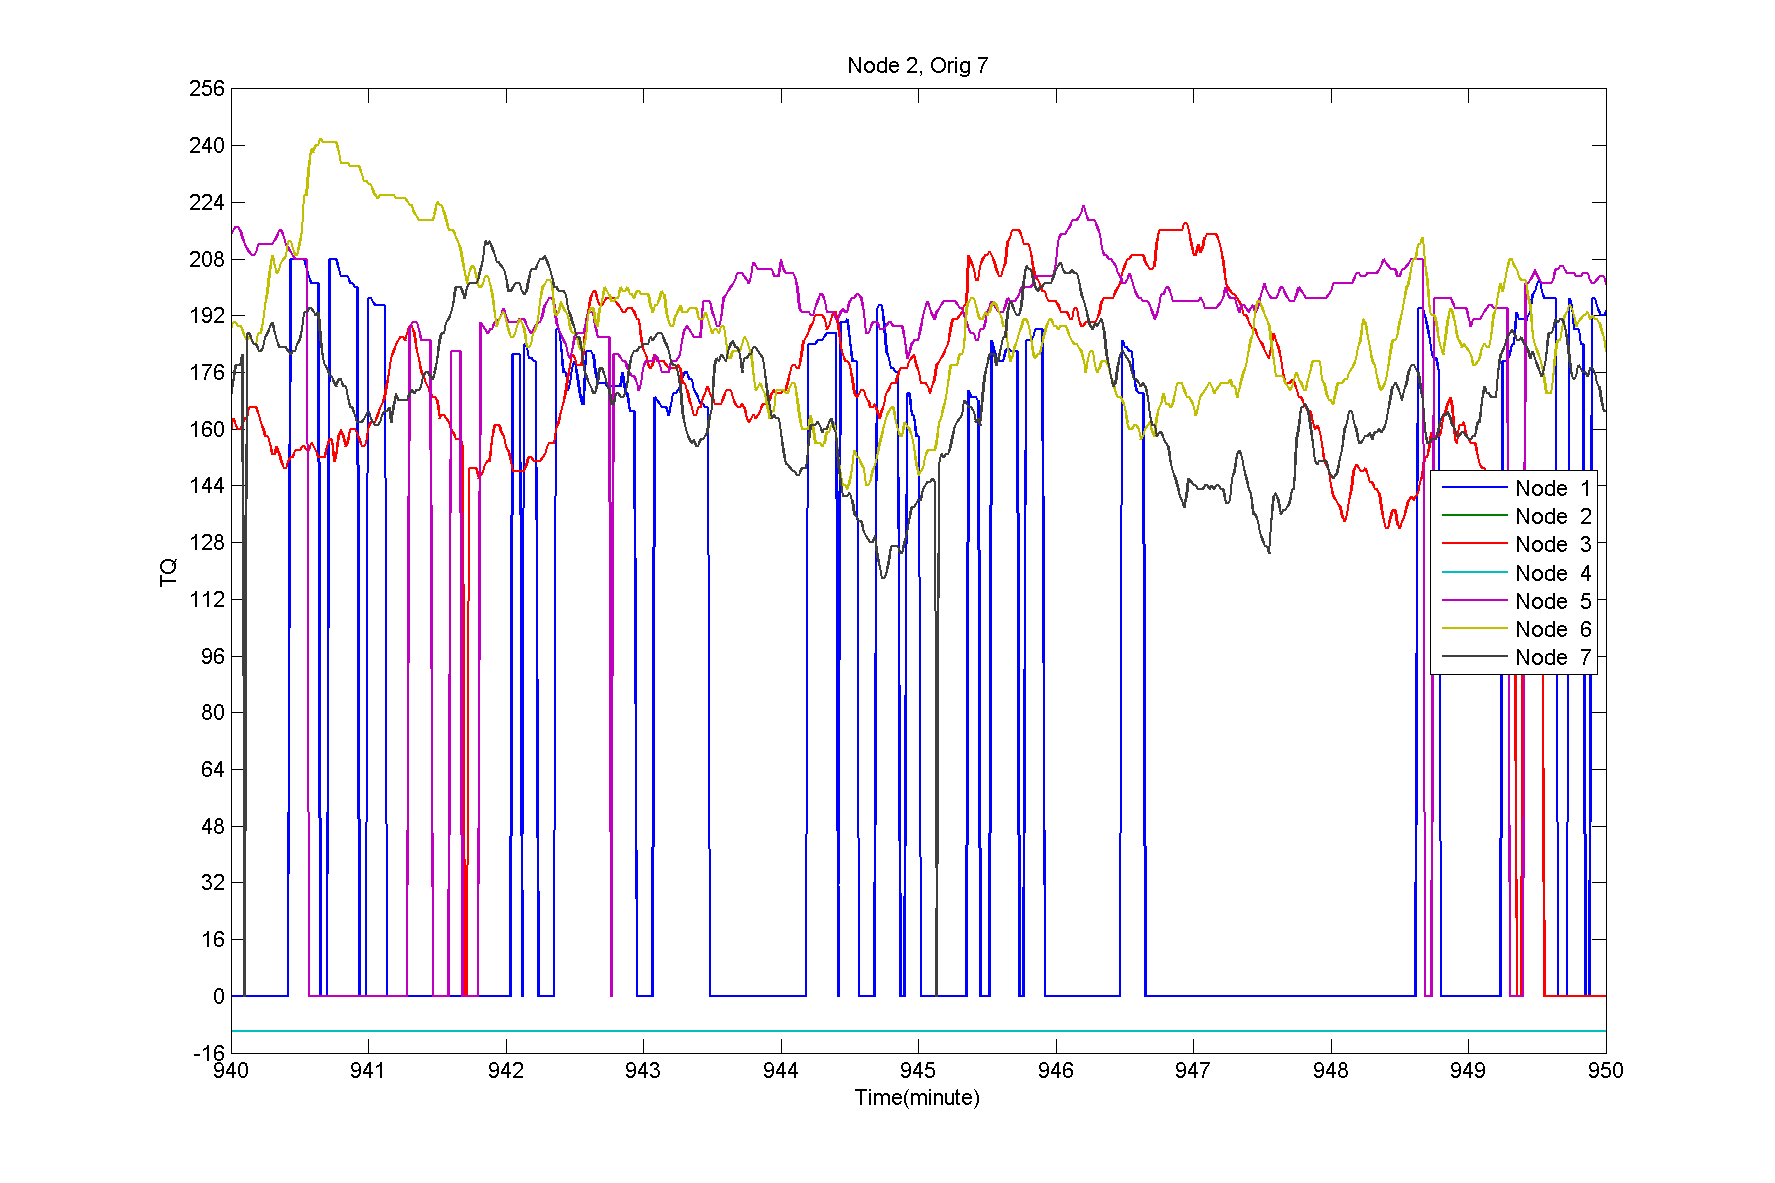 Node 2, Orig 7
256
240
224
208
192
176
160
144
128
112
96
80
64
48
32
16
0
-16
TQ
Node 1
Node 2
Node 3
Node 4
Node 5
Node 6
Node 7
940 941 942 943 944 945 946 947 948 949 950
Time(minute)